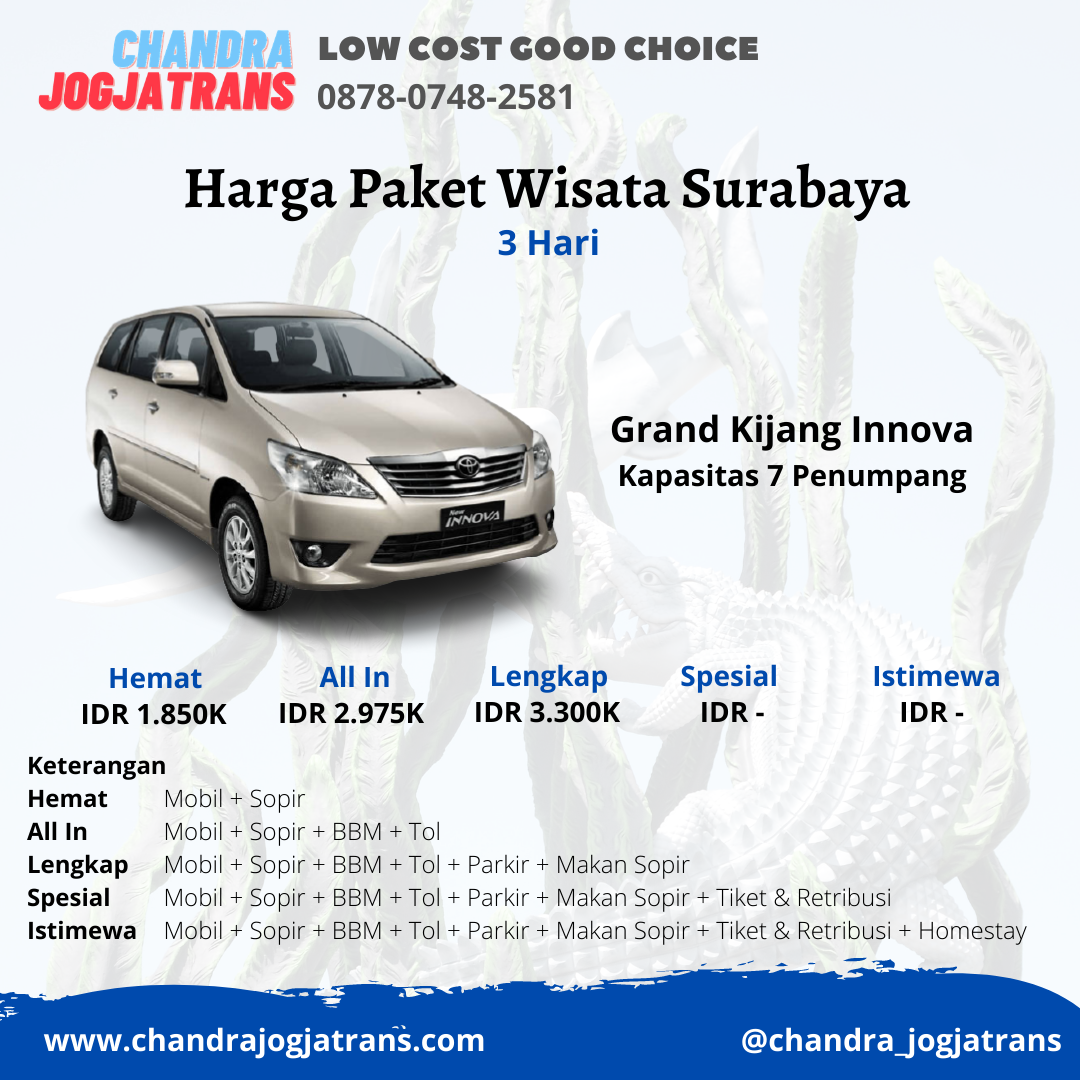 CHANDRA
JOGJATRANS
LOW COST GOOD CHOICE
0878-0748-2581
Harga Paket Wisata Surabaya
3 Hari
New
INNOVA
Grand Kijang Innova
Kapasitas 7 Penumpang
Hemat All In Lengkap Spesial Istimewa
IDR 1.850K IDR 2.975K IDR 3.300K IDR - IDR -
Keterangan
Hemat Mobil + Sopir
All In Mobil + Sopir + BBM + Tol
Lengkap Mobil + Sopir + BBM + Tol + Parkir + Makan Sopir
Spesial Mobil + Sopir + BBM + Tol + Parkir + Makan Sopir + Tiket & Retribusi
Istimewa Mobil + Sopir + BBM + Tol + Parkir + Makan Sopir + Tiket & Retribusi + Homestay
www.chandrajogjatrans.com @chandra_jogjatrans